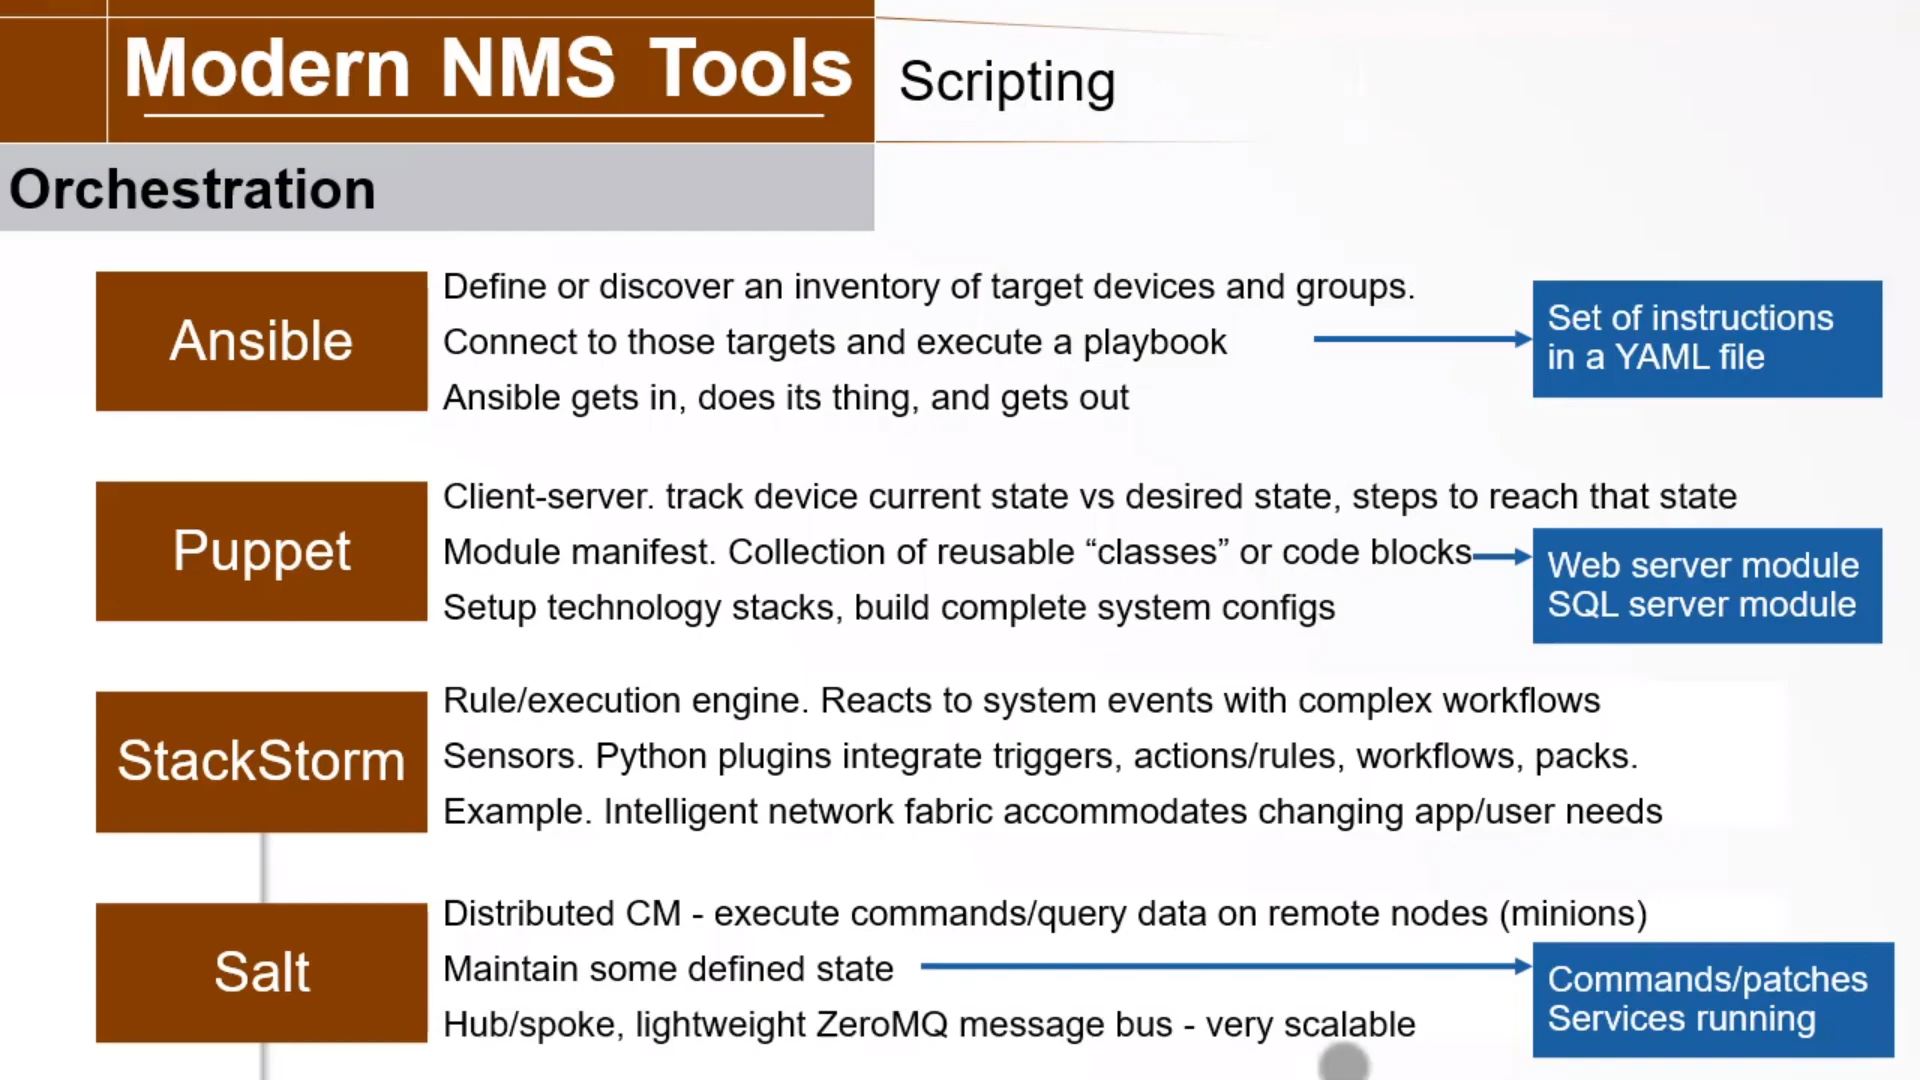 Modern NMS Tools
Scripting
Orchestration
Ansible
Define or discover an inventory of target devices and groups.
Connect to those targets and execute a playbook
Ansible gets in, does its thing, and gets out
Set of instructions
in a YAML file
Puppet
Client-server. track device current state vs desired state, steps to reach that state
Module manifest. Collection of reusable “classes” or code blocks
Setup technology stacks, build complete system configs
Web server module
SQL server module
StackStorm
Rule/execution engine. Reacts to system events with complex workflows
Sensors. Python plugins integrate triggers, actions/rules, workflows, packs.
Example. Intelligent network fabric accommodates changing app/user needs
Salt
Distributed CM - execute commands/query data on remote nodes (minions)
Maintain some defined state
Hub/spoke, lightweight ZeroMQ message bus - very scalable
Commands/patches
Services running